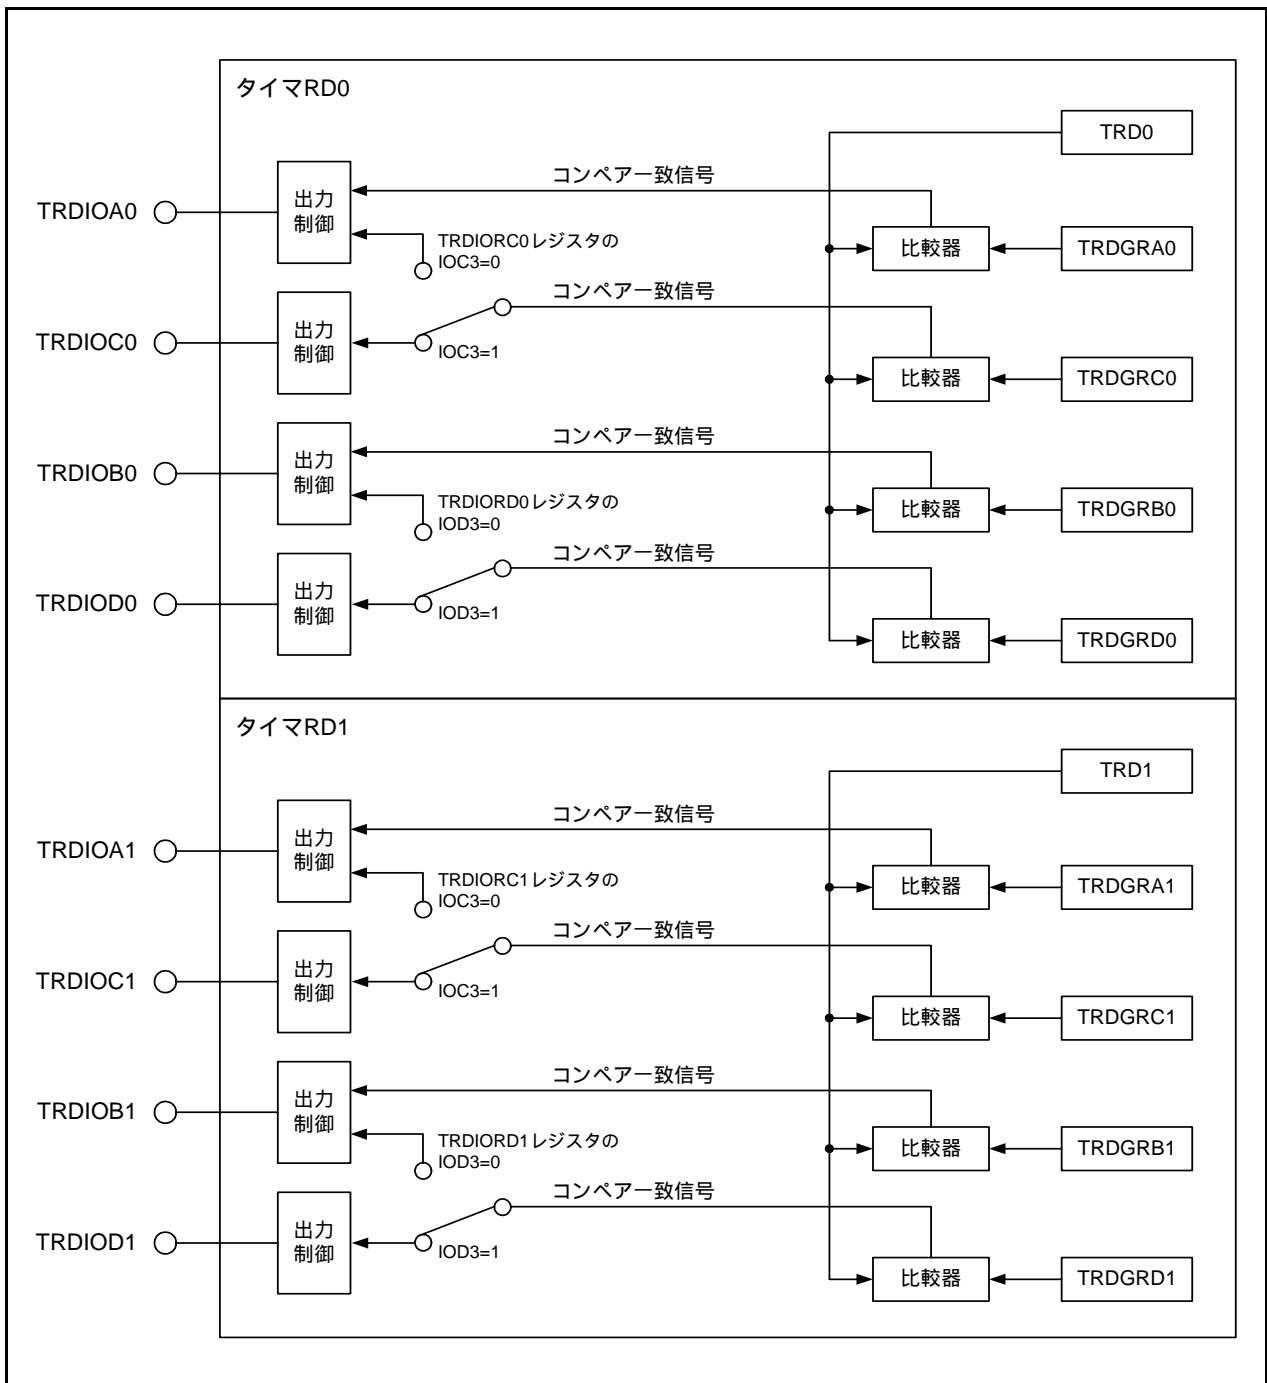 タイマRD0
TRD0
コンペア一致信号
出力
制御
TRDIOA0
TRDIORC0レジスタの
IOC3=0
比較器
TRDGRA0
コンペア一致信号
出力
制御
TRDIOC0
IOC3=1
比較器
TRDGRC0
コンペア一致信号
出力
制御
TRDIOB0
TRDIORD0レジスタの
IOD3=0
比較器
TRDGRB0
コンペア一致信号
出力
制御
TRDIOD0
IOD3=1
比較器
TRDGRD0
タイマRD1
TRD1
コンペア一致信号
出力
制御
TRDIOA1
TRDIORC1レジスタの
IOC3=0
比較器
TRDGRA1
コンペア一致信号
出力
制御
TRDIOC1
IOC3=1
比較器
TRDGRC1
コンペア一致信号
出力
制御
TRDIOB1
TRDIORD1レジスタの
IOD3=0
比較器
TRDGRB1
コンペア一致信号
出力
制御
TRDIOD1
IOD3=1
比較器
TRDGRD1